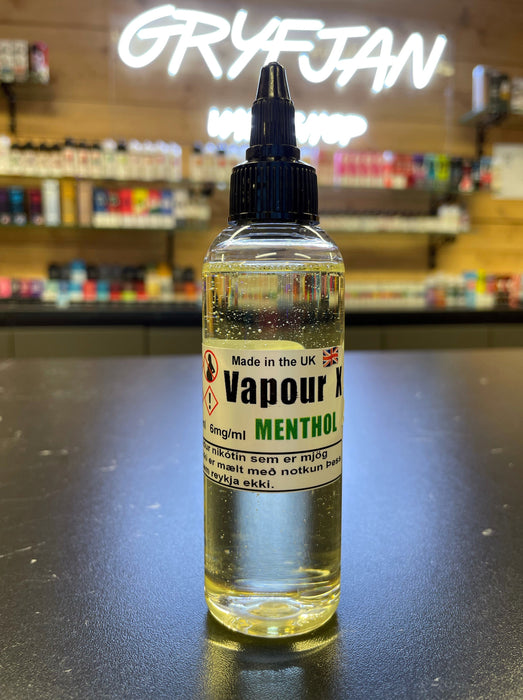 GRYFJAN
Made in the UK
Vapour X
6mg/ml MENTHOL
nikótín sem er mjög
er mælt með notkun þess
reykja ekki.